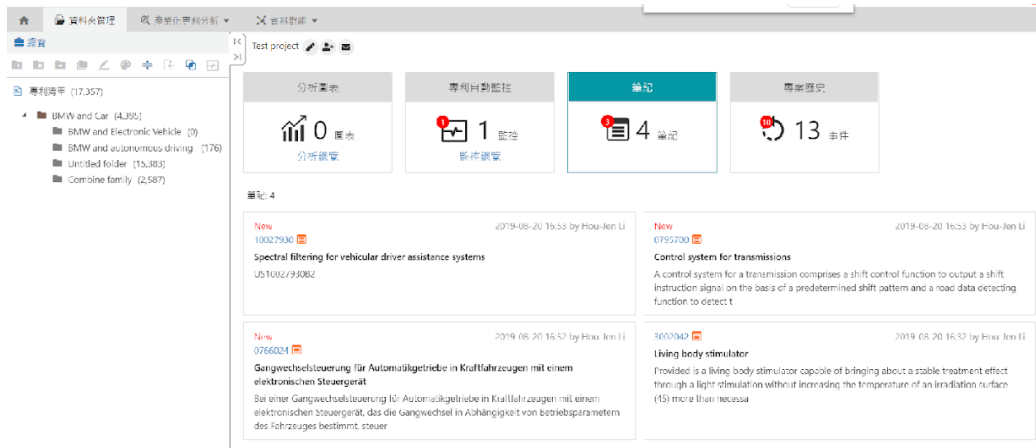 資料夾管理
產業化專利分析
資料群組
總覽
Test project
專利清單 (17,357)
BMW and Car (4,395)
BMW and Electronic Vehicle (0)
BMW and autonomous driving (176)
Untitled folder (15,383)
Combine family (2,587)
分析圖表
專利自動監控
筆記
專案歷史
0 圖表
1 1 監控
3 4 筆記
10 13 事件
分析總覽
監控總覽
筆記: 4
New
2019-08-20 16:53 by Hou-Jen Li
10027930
Spectral filtering for vehicular driver assistance systems
US10027930B2
New
2019-08-20 16:53 by Hou-Jen Li
0795700
Control system for transmissions
A control system for a transmission comprises a shift control function to output a shift
instruction signal on the basis of a predetermined shift pattern and a road data detecting
function to detect t
New
2019-08-20 16:52 by Hou-Jen Li
0766024
Gangwechselsteuerung für Automatikgetriebe in Kraftfahrzeugen mit einem
elektronischen Steuergerät
Bei einer Gangwechselsteuerung für Automatikgetriebe in Kraftfahrzeugen mit einem
elektronischen Steuergerät, das die Gangwechsel in Abhängigkeit von Betriebsparametern
des Fahrzeuges bestimmt, steuer
3002042
2019-08-20 16:32 by Hou-Jen Li
Living body stimulator
Provided is a living body stimulator capable of bringing about a stable treatment effect
through a light stimulation without increasing the temperature of an irradiation surface
(45) more than necessa